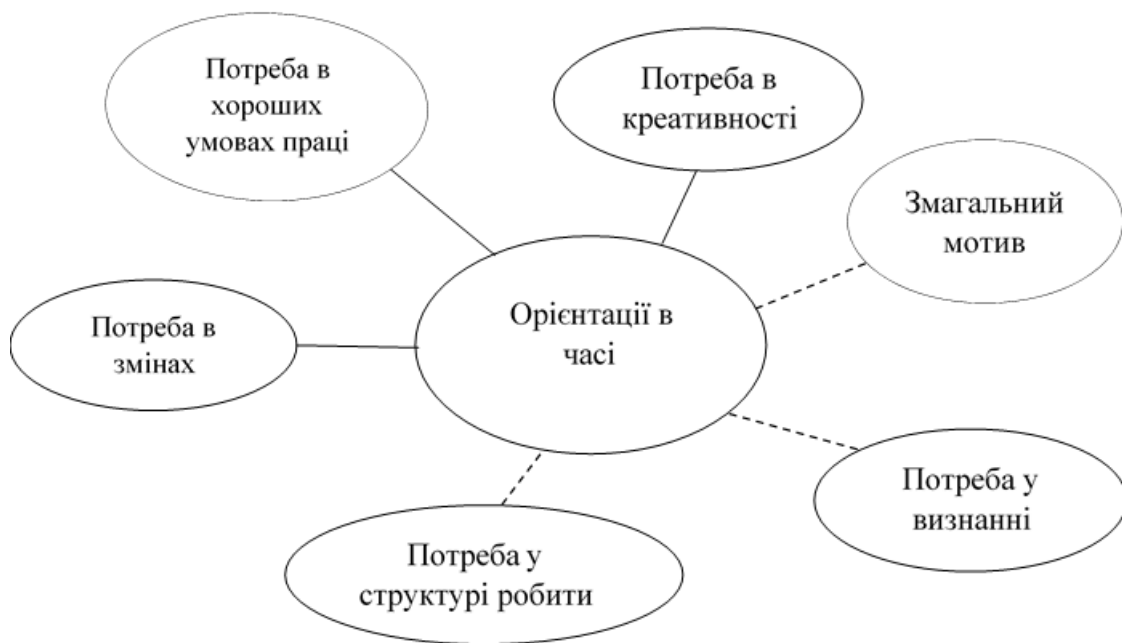 Потреба в
хороших
умовах праці
Потреба в
креативності
Змагальний
мотив
Орієнтації в
часі
Потреба в
змінах
Потреба у
визнанні
Потреба у
структурі робити